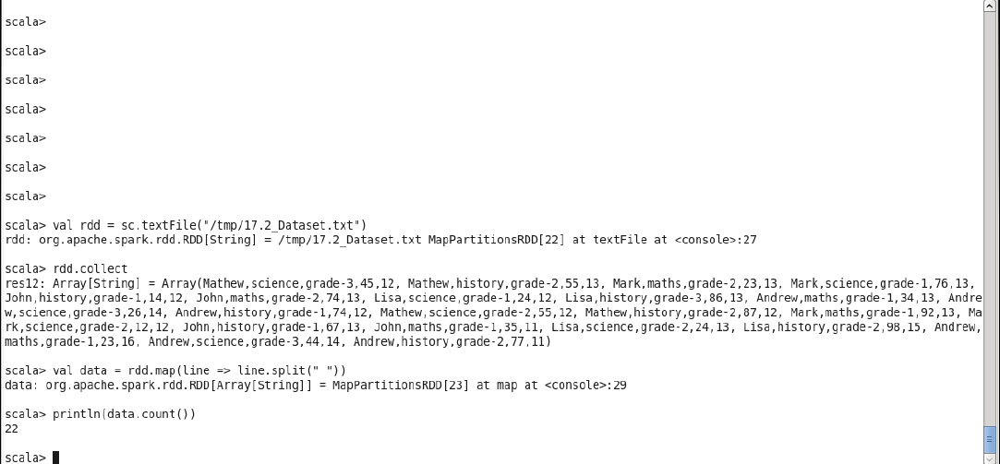 scala>
scala>
scala>
scala>
scala>
scala>
scala>
scala> val rdd = sc.textFile("/tmp/17.2_Dataset.txt")
rdd: org.apache.spark.rdd.RDD[String] = /tmp/17.2_Dataset.txt MapPartitionsRDD[22] at textFile at <console>:27
scala> rdd.collect
res12: Array[String] = Array(Mathew,science,grade-3,45,12, Mathew,history,grade-2,55,13, Mark,maths,grade-2,23,13, Mark,science,grade-1,76,13,
John,history,grade-1,14,12, John,maths,grade-2,74,13, Lisa,science,grade-1,24,12, Lisa,history,grade-3,86,13, Andrew,maths,grade-1,34,13, Andre
w,science,grade-3,26,14, Andrew,history,grade-1,74,12, Mathew,science,grade-2,55,12, Mathew,history,grade-2,87,12, Mark,maths,grade-1,92,13, Ma
rk,science,grade-2,12,12, John,history,grade-1,67,13, John,maths,grade-1,35,11, Lisa,science,grade-2,24,13, Lisa,history,grade-2,98,15, Andrew,
maths,grade-1,23,16, Andrew,science,grade-3,44,14, Andrew,history,grade-2,77,11)
scala> val data = rdd.map(line => line.split(" "))
data: org.apache.spark.rdd.RDD[Array[String]] = MapPartitionsRDD[23] at map at <console>:29
scala> println(data.count())
22
scala>